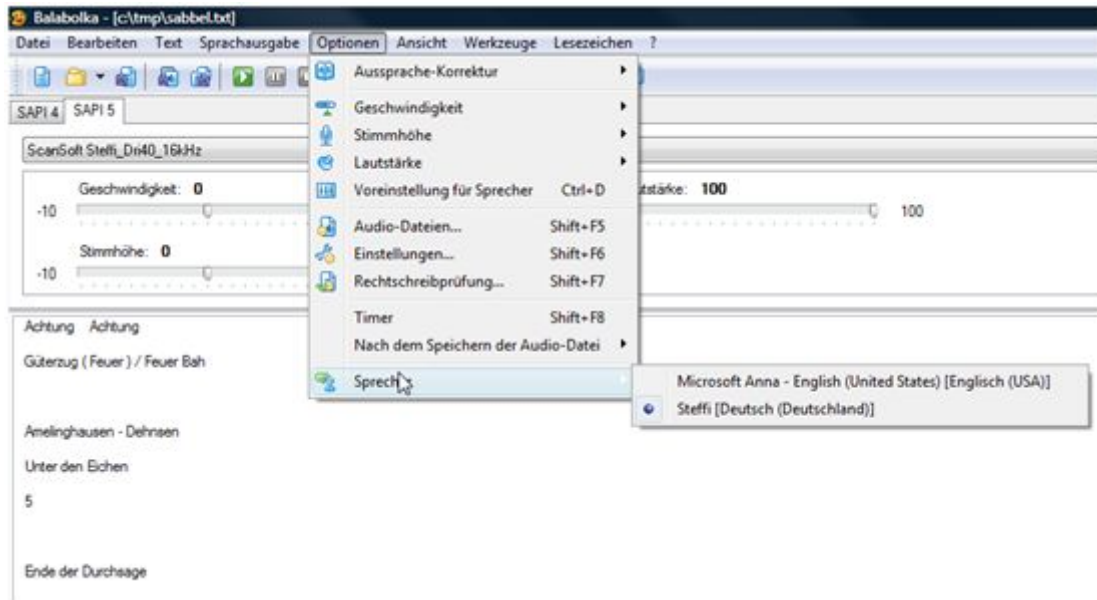 Balabolka - [c:\tmp\sabbel.txt]
Datei Bearbeiten Text Sprachausgabe Optionen Ansicht Werkzeuge Lesezeichen ?
SAPI 4 SAPI 5
ScanSoft Steffi_Dri40_16kHz
Geschwindigkeit: 0
-10
Stimmhöhe: 0
-10
100
100
Aussprache-Korrektur
Geschwindigkeit
Stimmhöhe
Lautstärke
Voreinstellung für Sprecher Ctrl+D
Audio-Dateien... Shift+F5
Einstellungen... Shift+F6
Rechtschreibprüfung... Shift+F7
Timer Shift+F8
Nach dem Speichern der Audio-Datei
Microsoft Anna - English (United States) [Englisch (USA)]
Steffi [Deutsch (Deutschland)]
Achtung Achtung
Güterzug ( Feuer ) / Feuer Bah
Amelinghausen - Dehnsen
Unter den Eichen
5
Ende der Durchsage